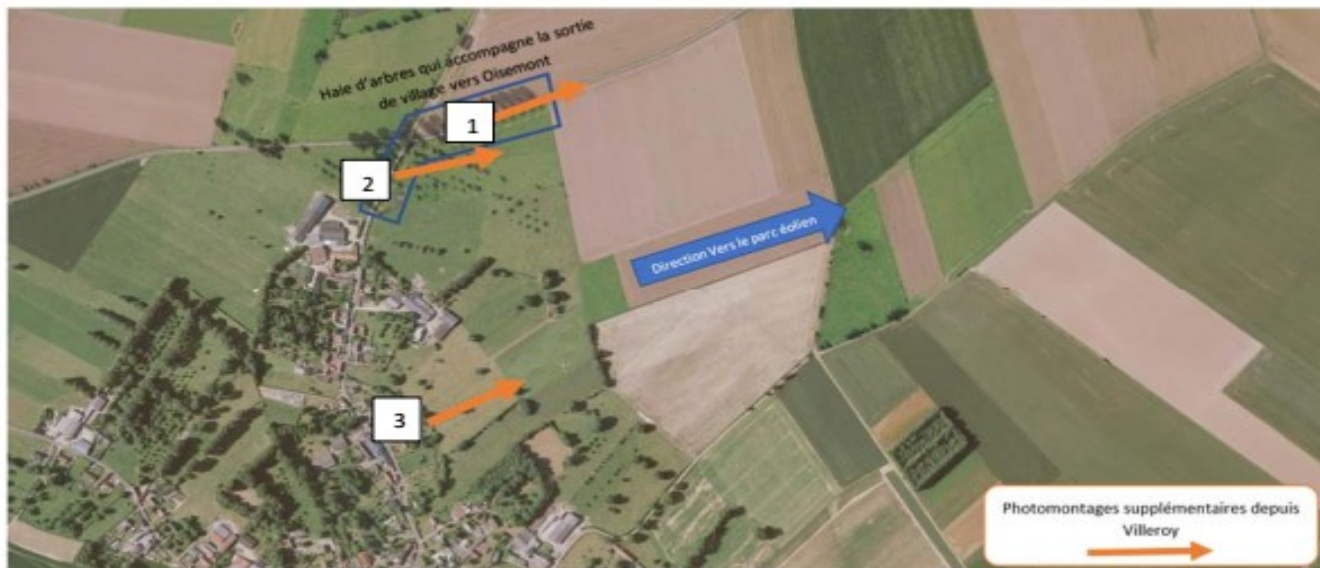 Haie d'arbres qui accompagne la sortie
de village vers Oisemont
1
2
Direction Vers le parc éolien
3
Photomontages supplémentaires depuis
Villeroy